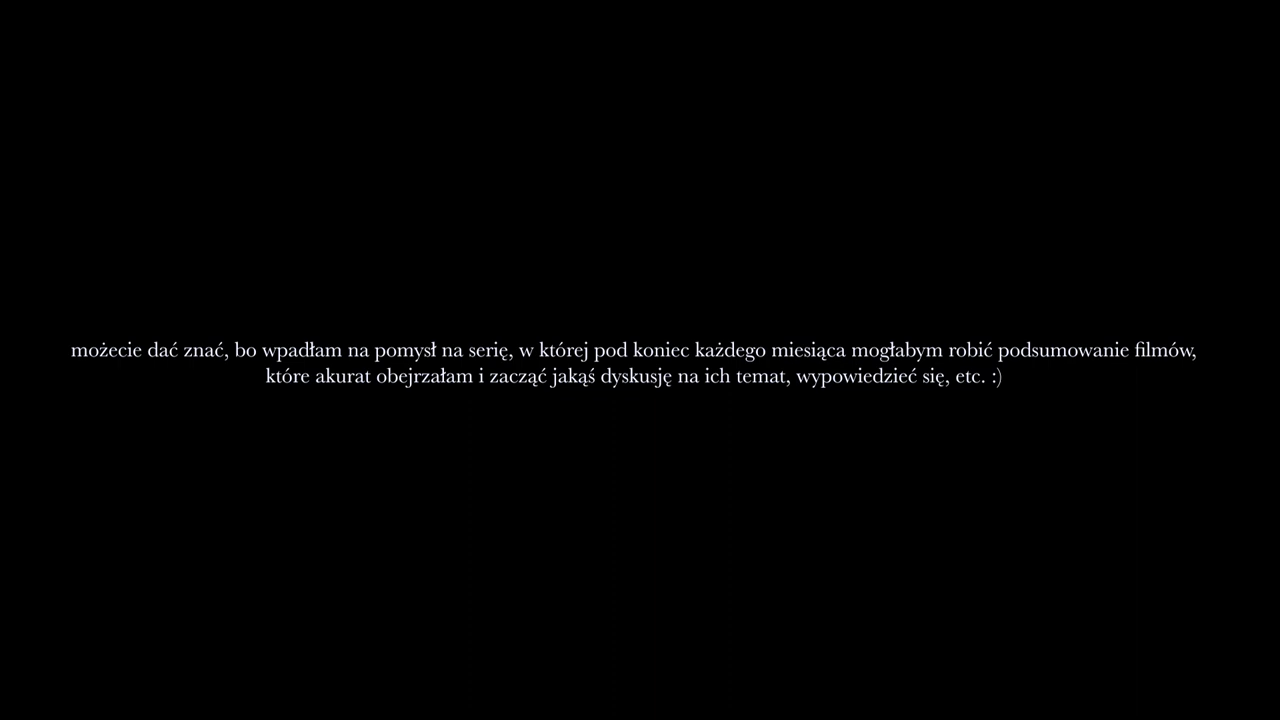 możecie dać znać, bo wpadłam na pomysł na serię, w której pod koniec każdego miesiąca mogłabym robić podsumowanie filmów,
które akurat obejrzałam i zacząć jakąś dyskusję na ich temat, wypowiedzieć się, etc. :)